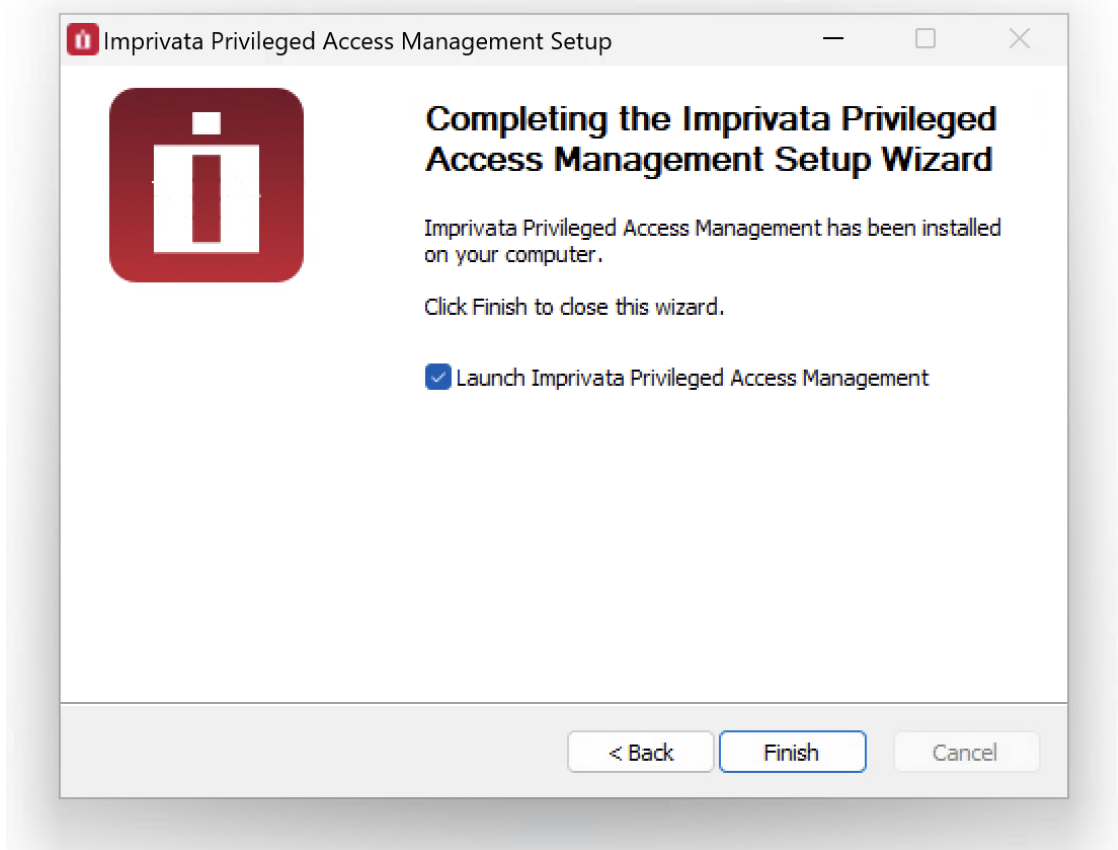 Imprivata Privileged Access Management Setup
Completing the Imprivata Privileged
Access Management Setup Wizard
Imprivata Privileged Access Management has been installed
on your computer.
Click Finish to close this wizard.
Launch Imprivata Privileged Access Management
< Back Finish Cancel